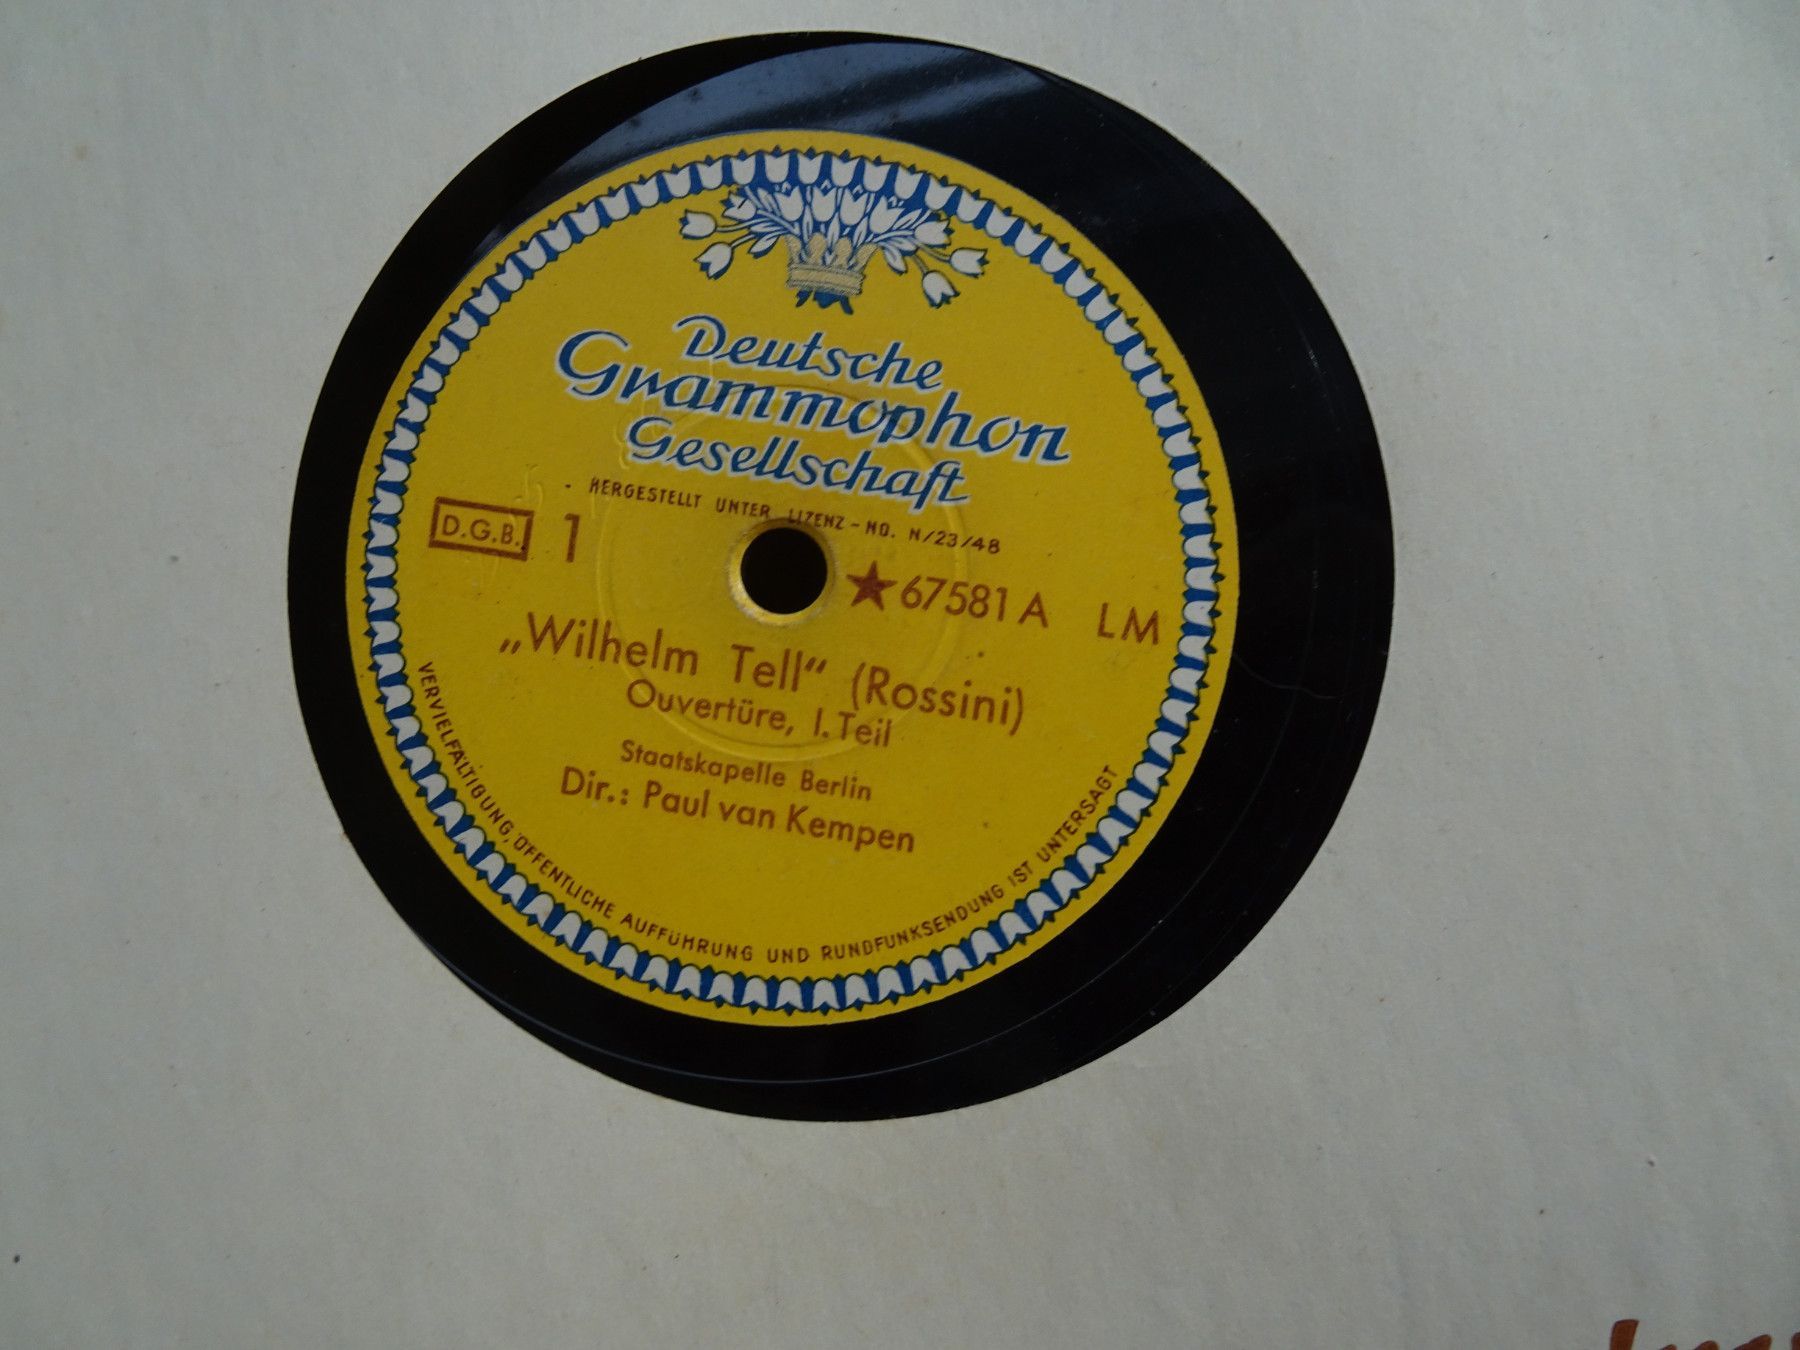 Deutsche
Grammophon
Gesellschaft
HERGESTELLT UNTER LIZENZ-NO. N/23/48
D.G.B. 1
★67581 A LM
„Wilhelm Tell“ (Rossini)
Ouvertüre, I. Teil
Staatskapelle Berlin
Dir.: Paul van Kempen
VERVIELFÄLTIGUNG, ÖFFENTLICHE AUFFÜHRUNG UND RUNDFUNKSENDUNG IST UNTERSAGT